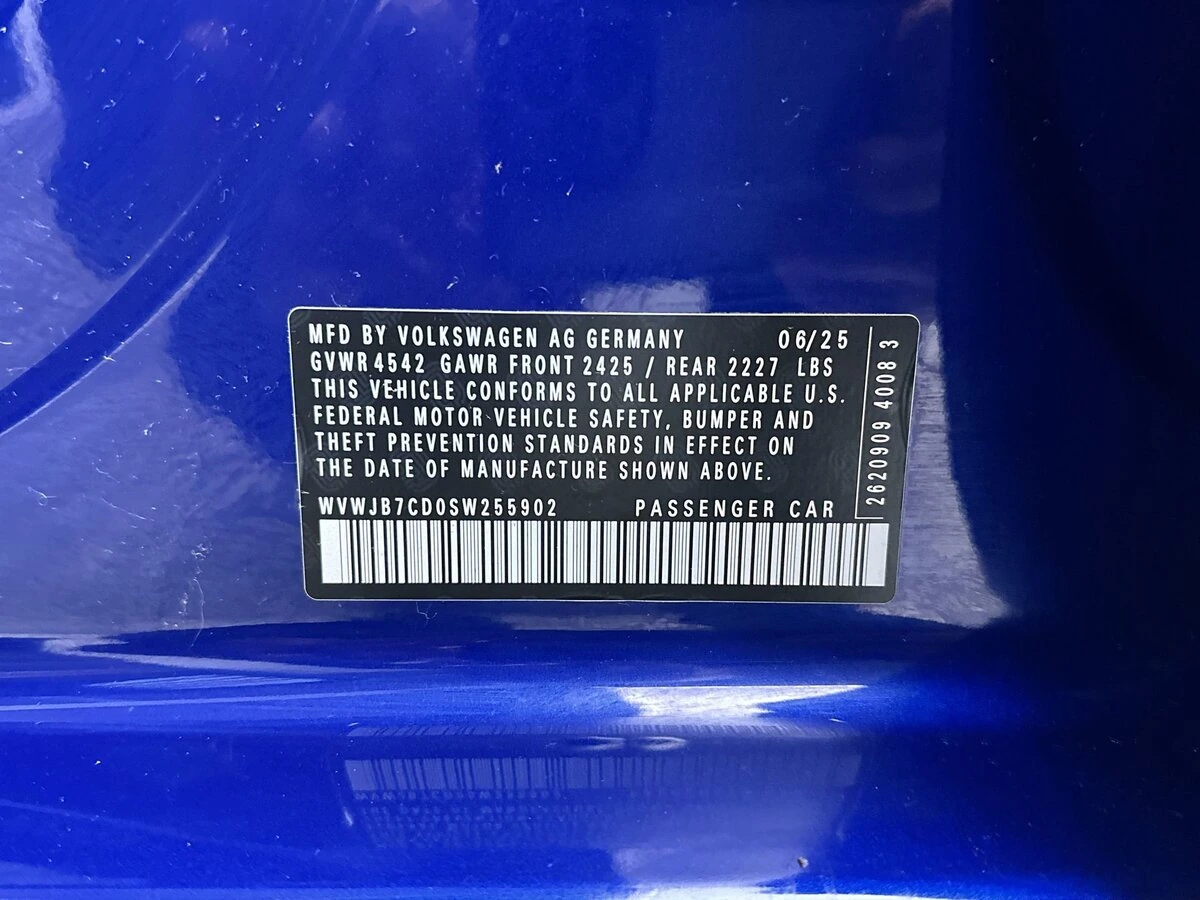 MFD BY VOLKSWAGEN AG GERMANY 06/25
GVWR 4542 GAWR FRONT 2425 / REAR 2227 LBS
THIS VEHICLE CONFORMS TO ALL APPLICABLE U.S.
FEDERAL MOTOR VEHICLE SAFETY, BUMPER AND
THEFT PREVENTION STANDARDS IN EFFECT ON
THE DATE OF MANUFACTURE SHOWN ABOVE.
WVWJB7CD0SW255902 PASSENGER CAR
2620909 4008 3